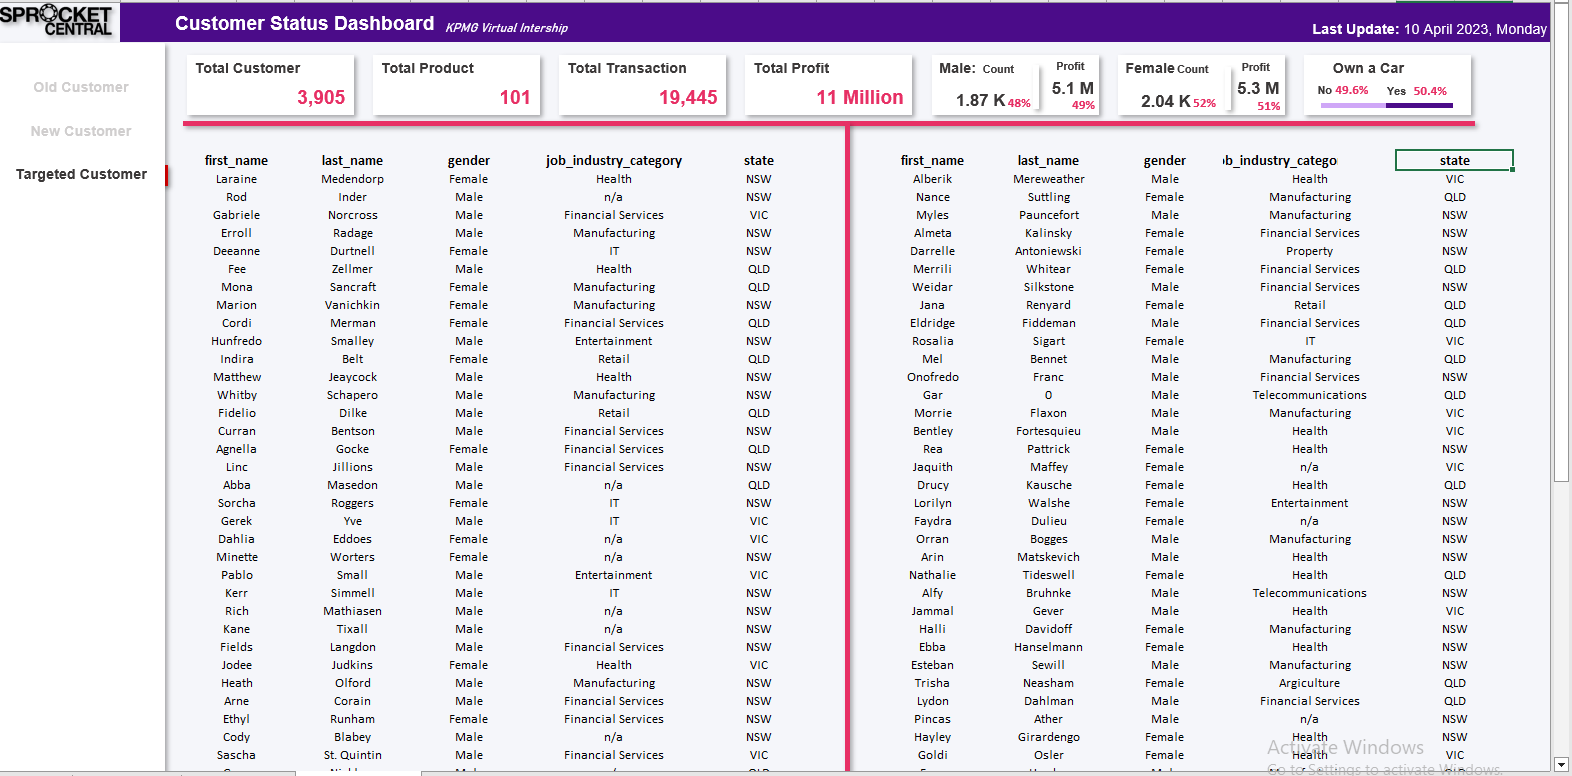 SPROCKET
CENTRAL
Customer Status Dashboard KPMG Virtual Intership
Last Update: 10 April 2023, Monday
Old Customer
New Customer
Targeted Customer
Total Customer
3,905
Total Product
101
Total Transaction
19,445
Total Profit
11 Million
Male: Count
1.87 K 48%
Profit
5.1 M
49%
Female Count
2.04 K 52%
Profit
5.3 M
51%
Own a Car
No 49.6% Yes 50.4%
first_name last_name gender job_industry_category state
Laraine Medendorp Female Health NSW
Rod Inder Male n/a NSW
Gabriele Norcross Male Financial Services VIC
Erroll Radage Male Manufacturing NSW
Deeanne Durtnell Female IT NSW
Fee Zellmer Male Health QLD
Mona Sancraft Female Manufacturing QLD
Marion Vanichkin Female Manufacturing NSW
Cordi Merman Female Financial Services QLD
Hunfredo Smalley Male Entertainment NSW
Indira Belt Female Retail QLD
Matthew Jeaycock Male Health NSW
Whitby Schapero Male Manufacturing NSW
Fidelio Dilke Male Retail QLD
Curran Bentson Male Financial Services NSW
Agnella Gocke Female Financial Services QLD
Linc Jillions Male Financial Services NSW
Abba Masedon Male n/a QLD
Sorcha Roggers Female IT NSW
Gerek Yve Male IT VIC
Dahlia Eddoes Female n/a VIC
Minette Worters Female n/a NSW
Pablo Small Male Entertainment VIC
Kerr Simmell Male IT NSW
Rich Mathiasen Male n/a NSW
Kane Tixall Male n/a NSW
Fields Langdon Male Financial Services NSW
Jodee Judkins Female Health VIC
Heath Olford Male Manufacturing NSW
Arne Corain Male Financial Services NSW
Ethyl Runham Female Financial Services NSW
Cody Blabey Male n/a NSW
Sascha St. Quintin Male Financial Services VIC
first_name last_name gender ob_industry_catego state
Alberik Mereweather Male Health VIC
Nance Suttling Female Manufacturing QLD
Myles Pauncefort Male Manufacturing NSW
Almeta Kalinsky Female Financial Services NSW
Darrelle Antoniewski Female Property NSW
Merrili Whitear Female Financial Services QLD
Weidar Silkstone Male Financial Services NSW
Jana Renyard Female Retail QLD
Eldridge Fiddeman Male Financial Services QLD
Rosalia Sigart Female IT VIC
Mel Bennet Male Manufacturing QLD
Onofredo Franc Male Financial Services NSW
Gar 0 Male Telecommunications QLD
Morrie Flaxon Male Manufacturing VIC
Bentley Fortesquieu Male Health VIC
Rea Pattrick Female Health NSW
Jaquith Maffey Female n/a VIC
Drucy Kausche Female Health QLD
Lorilyn Walshe Female Entertainment NSW
Faydra Dulieu Female n/a NSW
Orran Bogges Male Manufacturing NSW
Arin Matskevich Male Health NSW
Nathalie Tideswell Female Health QLD
Alfy Bruhnke Male Telecommunications NSW
Jammal Gever Male Health VIC
Halli Davidoff Female Manufacturing NSW
Ebba Hanselmann Female Health NSW
Esteban Sewill Male Manufacturing NSW
Trisha Neasham Female Argiculture QLD
Lydon Dahlman Male Financial Services QLD
Pincas Ather Male n/a NSW
Hayley Girardengo Female Health NSW
Goldi Osler Female Health VIC
Activate Windows
Go to Settings to activate Windows.